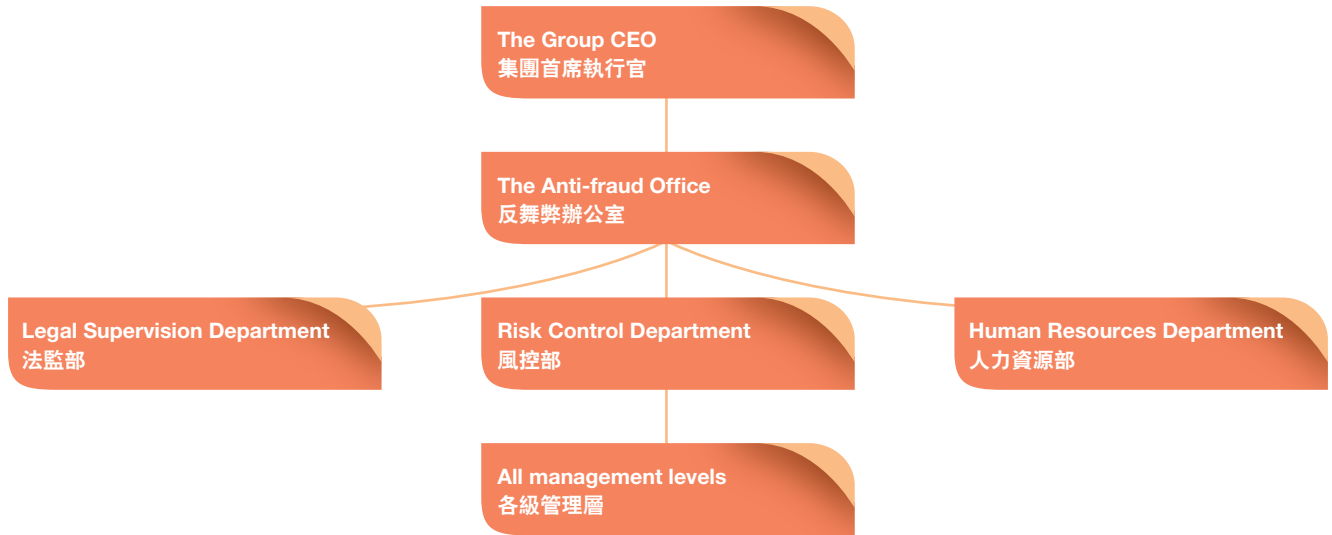 The Group CEO
集團首席執行官
The Anti-fraud Office
反舞弊辦公室
Legal Supervision Department
法監部
Risk Control Department
風控部
Human Resources Department
人力資源部
All management levels
各級管理層